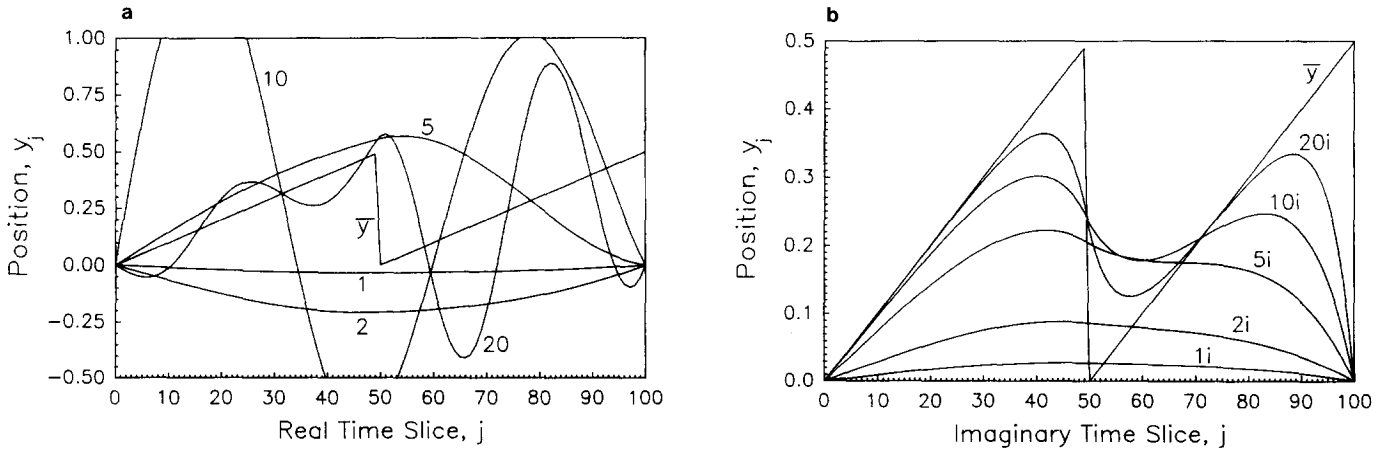 a
1.00
0.75
0.50
0.25
0.00
-0.25
-0.50
Position, y_j
10
5
y̅
1
2
20
0 10 20 30 40 50 60 70 80 90 100
Real Time Slice, j
b
0.5
0.4
0.3
0.2
0.1
0.0
Position, y_j
y̅
20i
10i
5i
2i
1i
0 10 20 30 40 50 60 70 80 90 100
Imaginary Time Slice, j